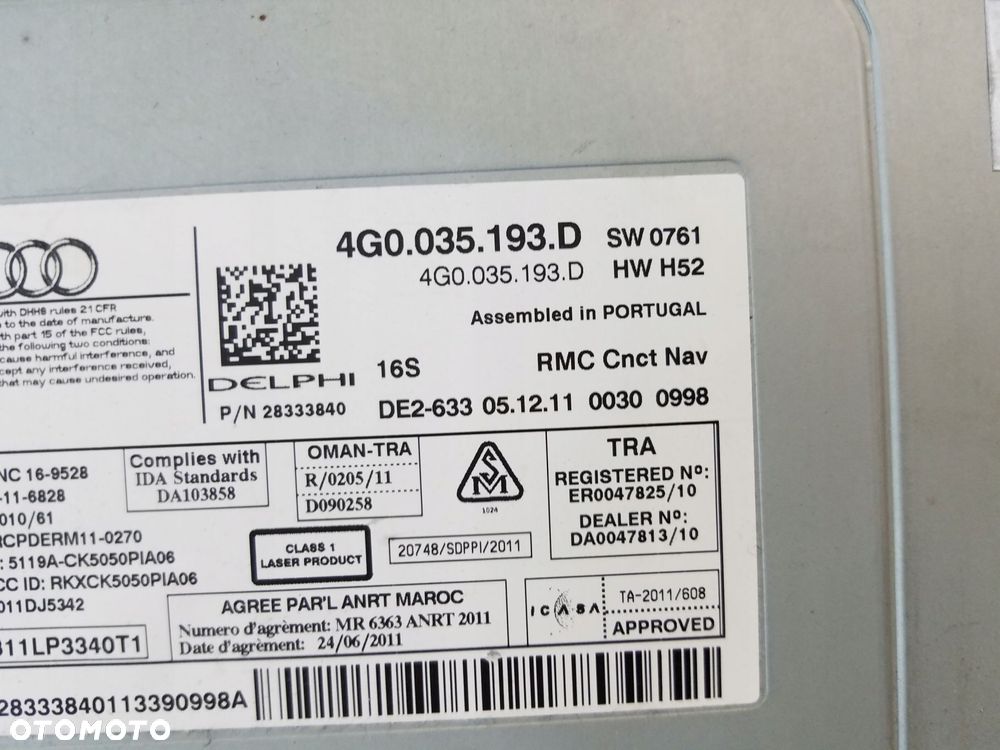 4G0.035.193.D SW 0761
4G0.035.193.D HW H52
Assembled in PORTUGAL
DELPHI 16S RMC Cnct Nav
P/N 28333840 DE2-633 05.12.11 0030 0998
with DHHS rules 21 CFR
to the date of manufacture.
part 15 of the FCC rules,
following two conditions:
cause harmful interference, and
accept any interference received,
that may cause undesired operation.
NC 16-9528
-11-6828
010/61
RCPDERM11-0270
: 5119A-CK5050PIA06
CC ID: RKXCK5050PIA06
011DJ5342
311LP3340T1
Complies with
IDA Standards
DA103858
OMAN-TRA
R/0205/11
D090258
SM
1024
TRA
REGISTERED Nº:
ER0047825/10
DEALER Nº:
DA0047813/10
CLASS 1
LASER PRODUCT
20748/SDPPI/2011
AGREE PAR'L ANRT MAROC
Numero d'agrément: MR 6363 ANRT 2011
Date d'agrément: 24/06/2011
ICASA
TA-2011/608
APPROVED
28333840113390998A
OTOMOTO